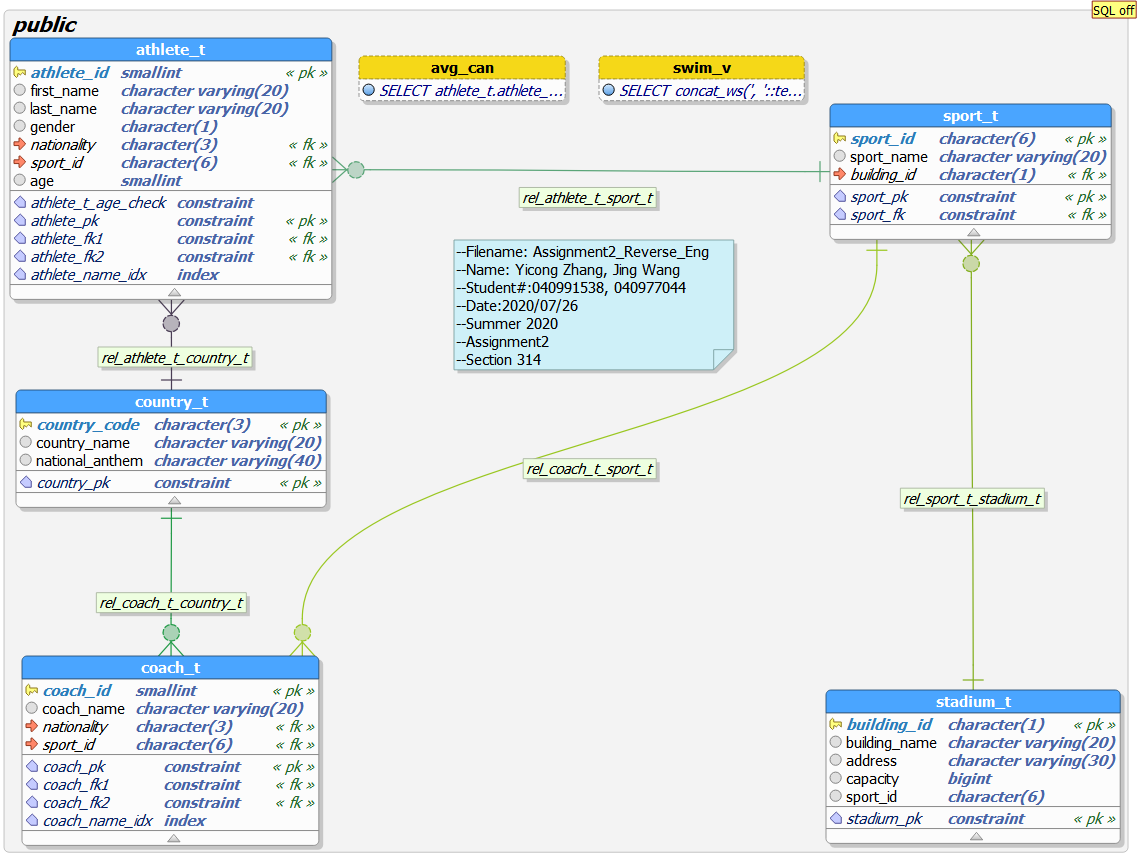 SQL off
public
athlete_t
athlete_id smallint « pk »
first_name character varying(20)
last_name character varying(20)
gender character(1)
nationality character(3) « fk »
sport_id character(6) « fk »
age smallint
athlete_t_age_check constraint
athlete_pk constraint « pk »
athlete_fk1 constraint « fk »
athlete_fk2 constraint « fk »
athlete_name_idx index
avg_can
SELECT athlete_t.athlete_...
swim_v
SELECT concat_ws(', '::te...
sport_t
sport_id character(6) « pk »
sport_name character varying(20)
building_id character(1) « fk »
sport_pk constraint « pk »
sport_fk constraint « fk »
rel_athlete_t_sport_t
--Filename: Assignment2_Reverse_Eng
--Name: Yicong Zhang, Jing Wang
--Student#:040991538, 040977044
--Date:2020/07/26
--Summer 2020
--Assignment2
--Section 314
rel_athlete_t_country_t
country_t
country_code character(3) « pk »
country_name character varying(20)
national_anthem character varying(40)
country_pk constraint « pk »
rel_coach_t_sport_t
rel_sport_t_stadium_t
rel_coach_t_country_t
coach_t
coach_id smallint « pk »
coach_name character varying(20)
nationality character(3) « fk »
sport_id character(6) « fk »
coach_pk constraint « pk »
coach_fk1 constraint « fk »
coach_fk2 constraint « fk »
coach_name_idx index
stadium_t
building_id character(1) « pk »
building_name character varying(20)
address character varying(30)
capacity bigint
sport_id character(6)
stadium_pk constraint « pk »